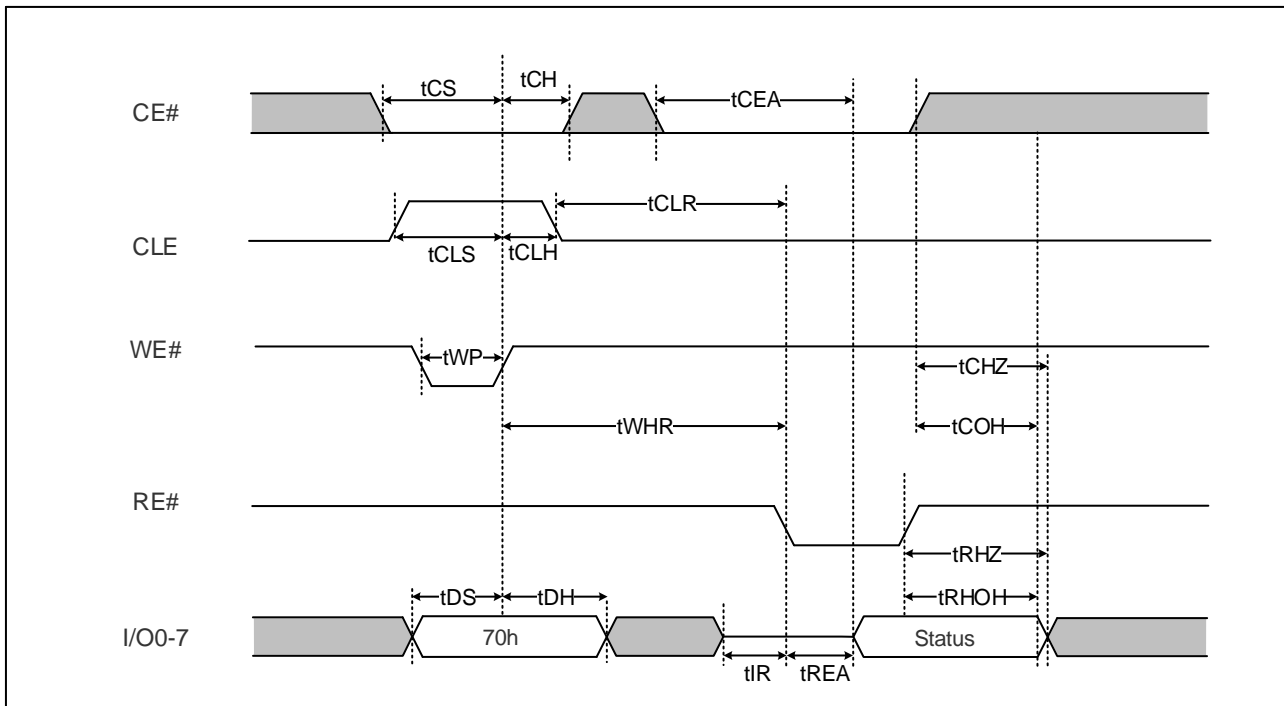 tCS
tCH
tCEA
CE#
tCLR
CLE
tCLS
tCLH
WE#
tWP
tCHZ
tWHR
tCOH
RE#
tRHZ
tDS
tDH
tRHOH
I/O0-7
70h
Status
tIR
tREA